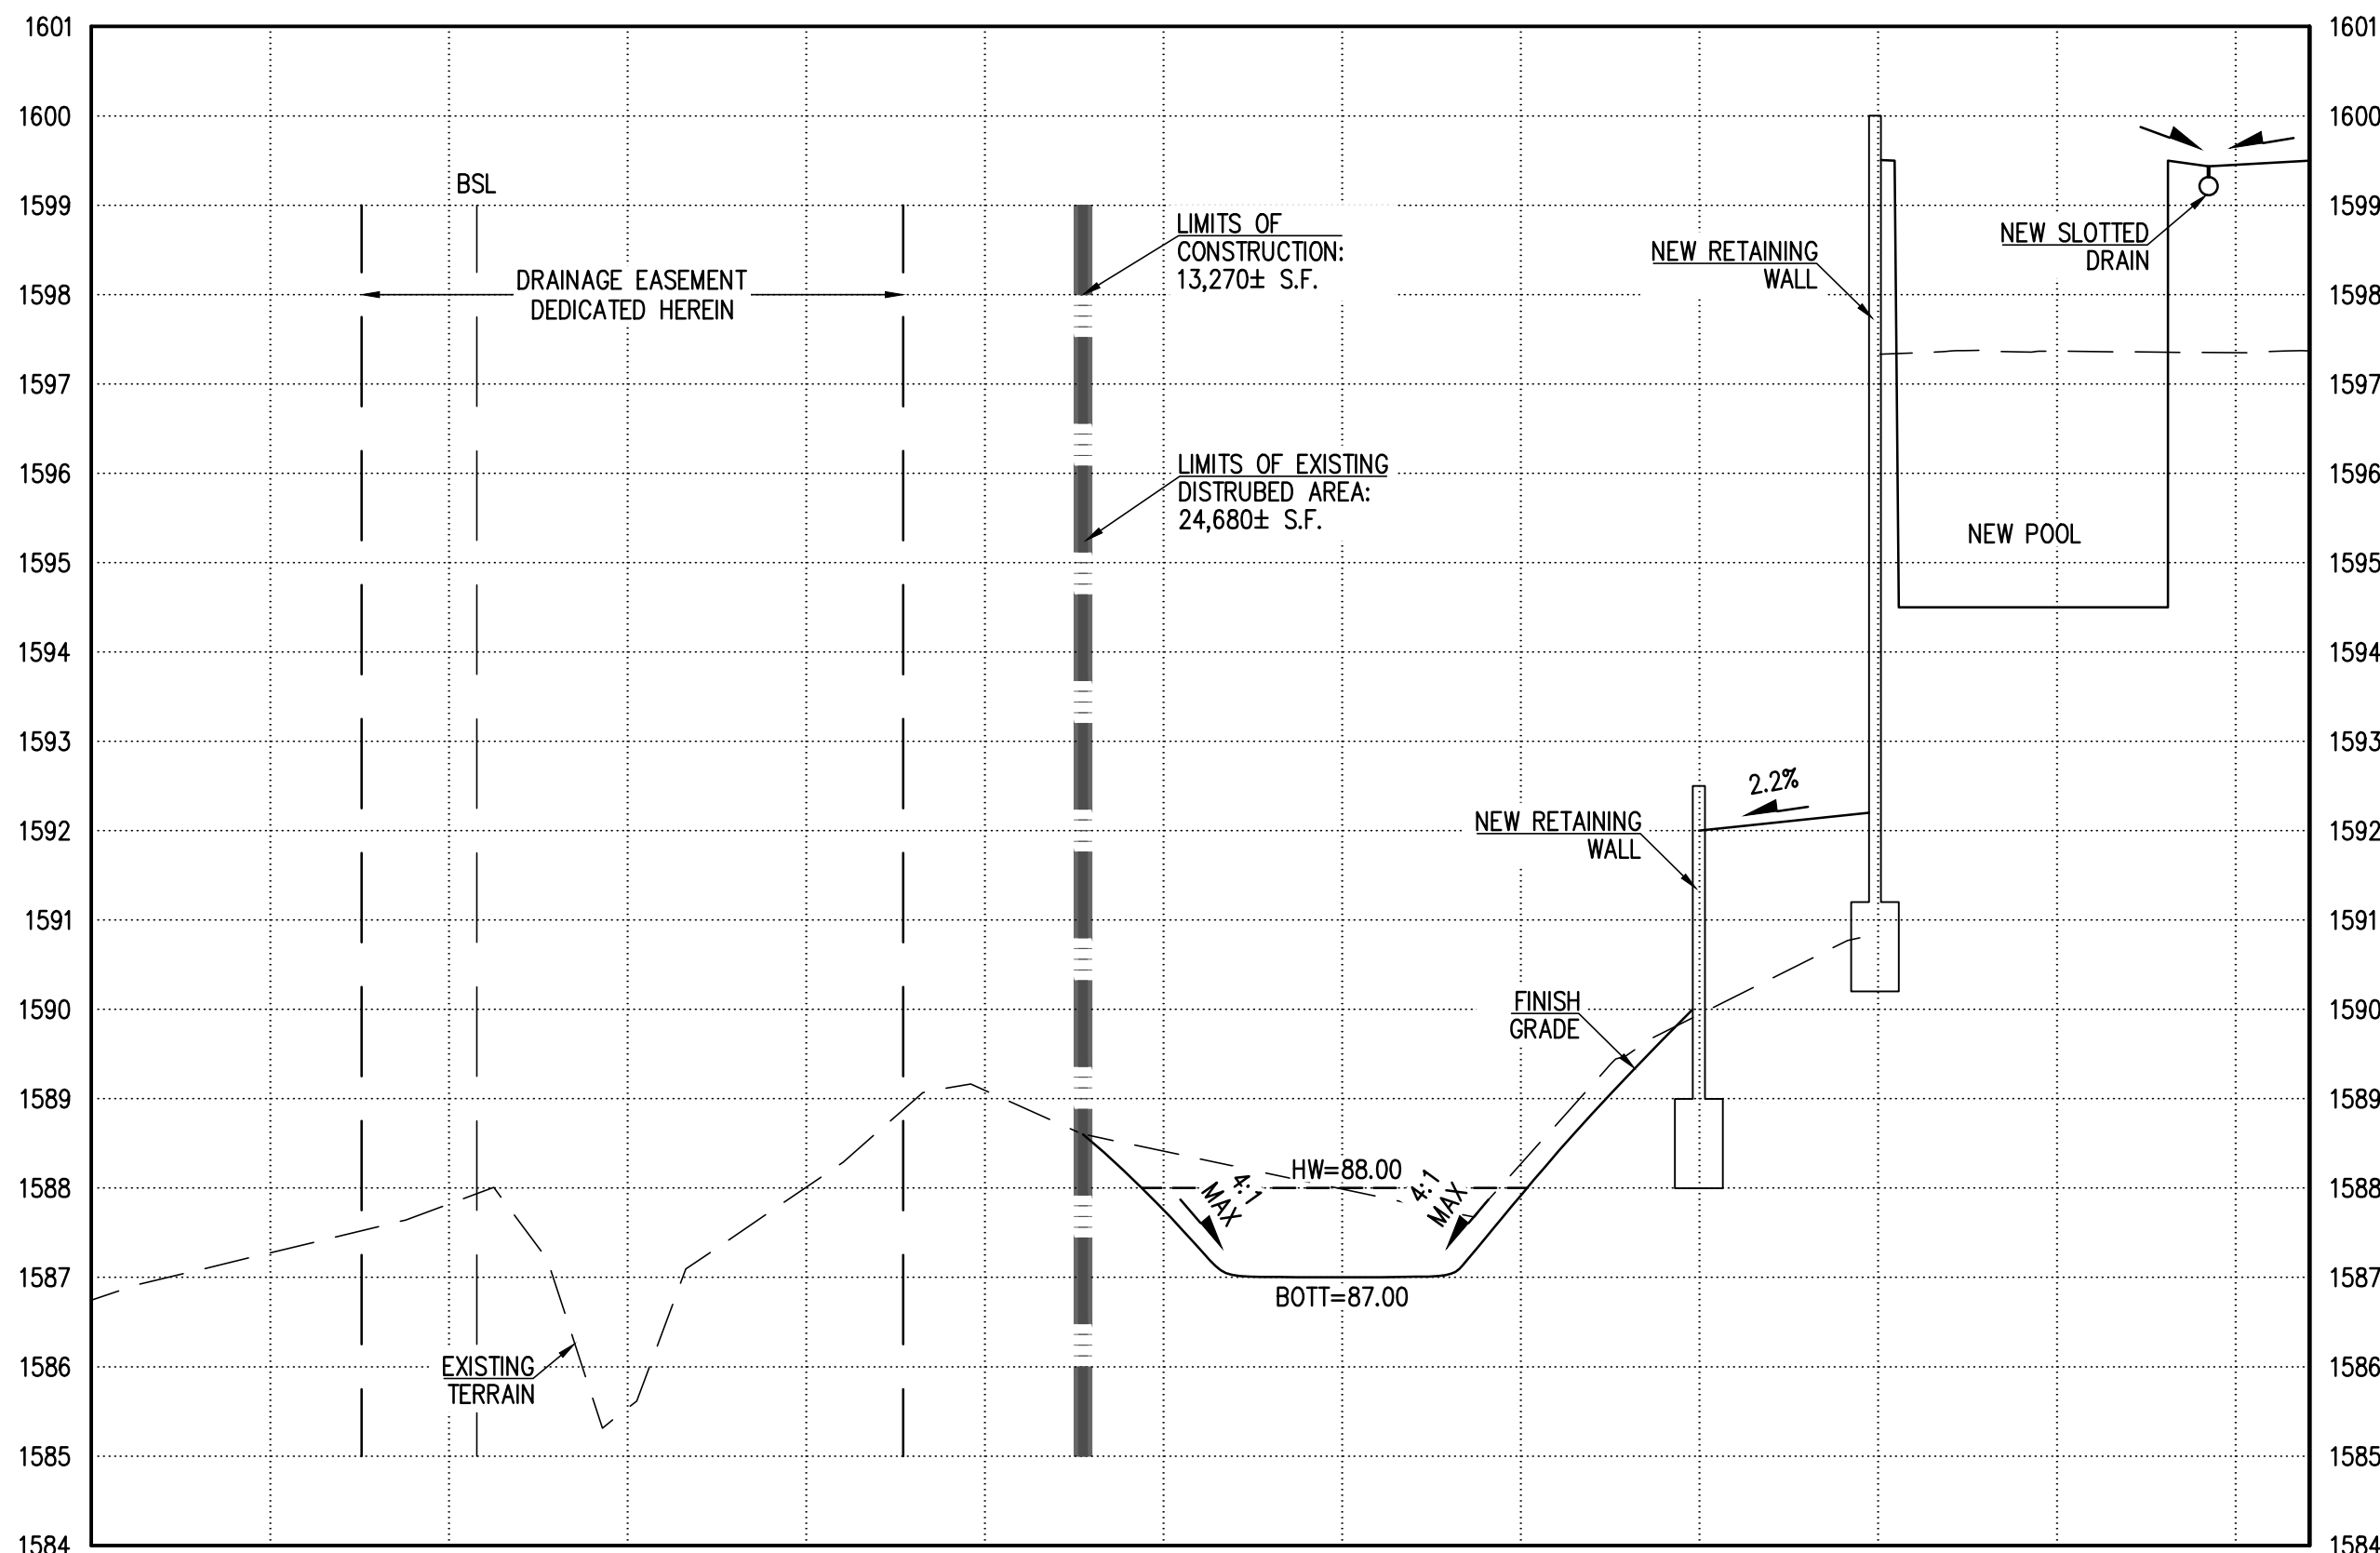 1601
1601
1600
1600
BSL
1599
1599
LIMITS OF
CONSTRUCTION:
13,270± S.F.
NEW SLOTTED
DRAIN
NEW RETAINING
WALL
DRAINAGE EASEMENT
DEDICATED HEREIN
1598
1598
1597
1597
LIMITS OF EXISTING
DISTRUBED AREA:
24,680± S.F.
1596
1596
NEW POOL
1595
1595
1594
1594
1593
1593
2.2%
NEW RETAINING
WALL
1592
1592
1591
1591
FINISH
GRADE
1590
1590
1589
1589
HW=88.00
4:1
MAX
4:1
MAX
1588
1588
1587
1587
BOTT=87.00
EXISTING
TERRAIN
1586
1586
1585
1585
1584
1584